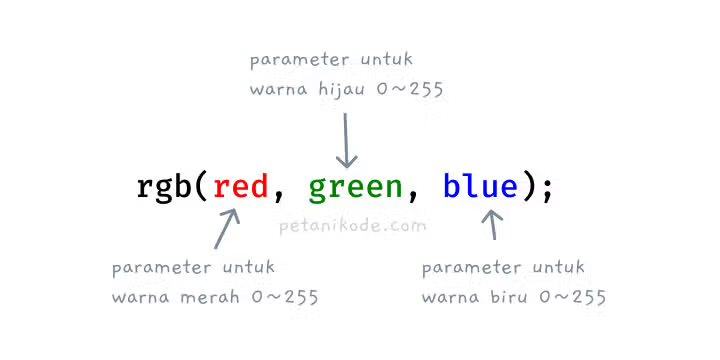 parameter untuk
warna hijau 0~255
rgb(red, green, blue);
petanikode.com
parameter untuk
warna merah 0~255
parameter untuk
warna biru 0~255